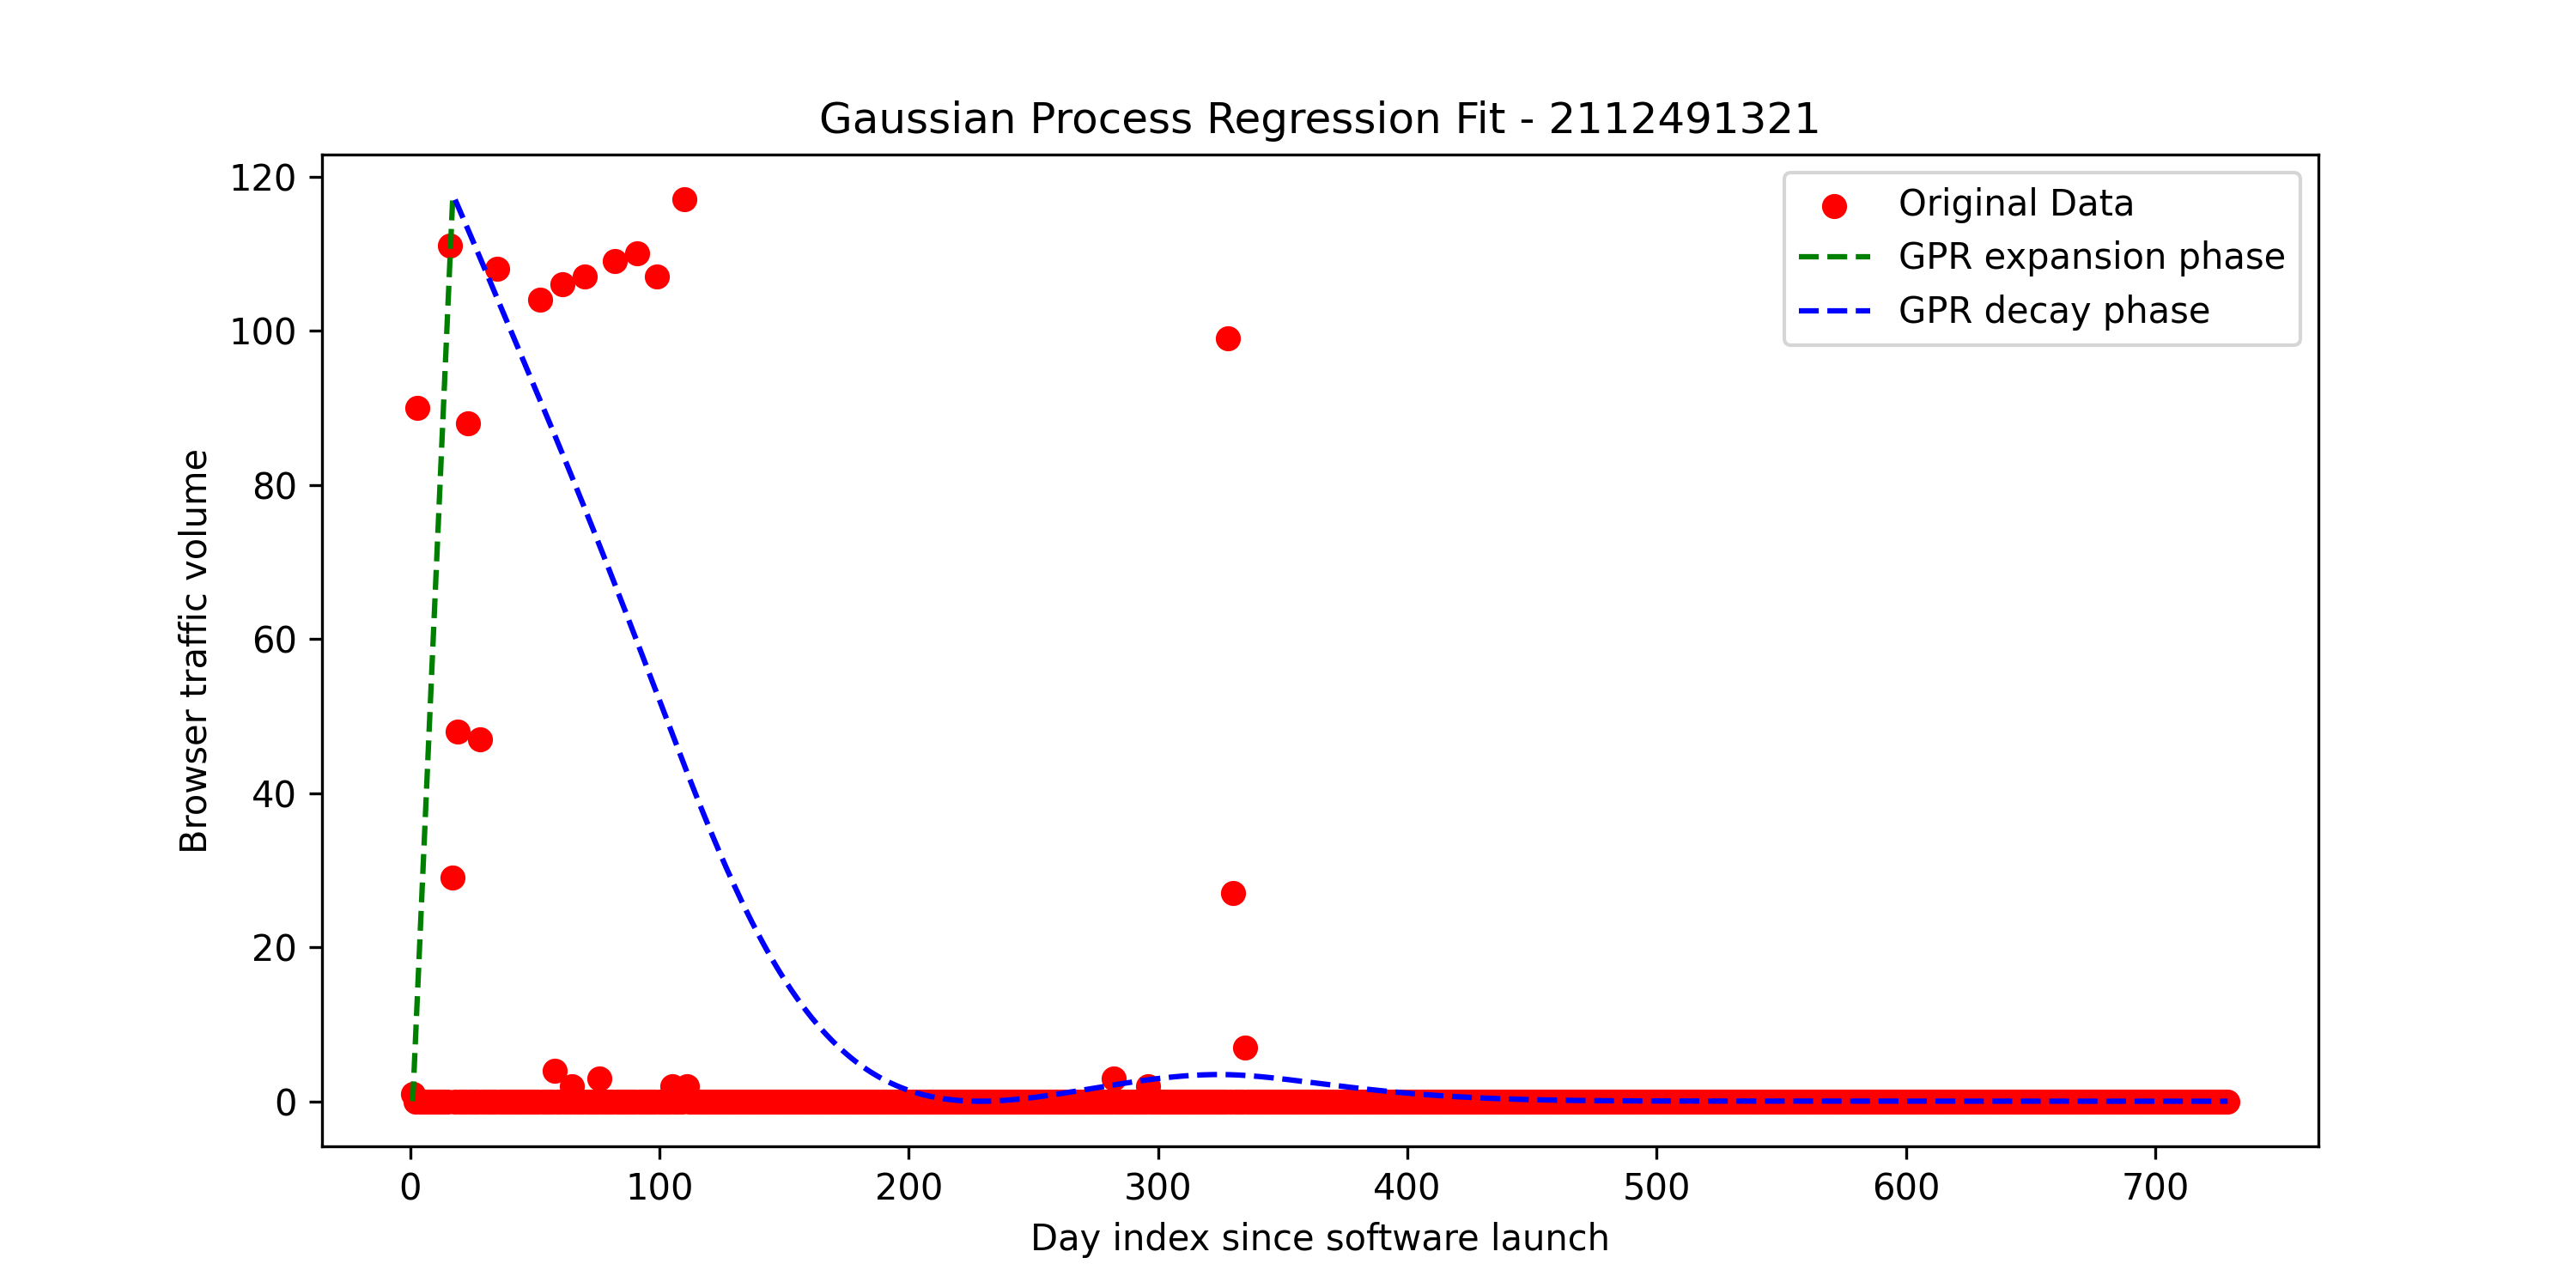 Gaussian Process Regression Fit - 2112491321
Original Data
GPR expansion phase
GPR decay phase
Browser traffic volume
120
100
80
60
40
20
0
0 100 200 300 400 500 600 700
Day index since software launch